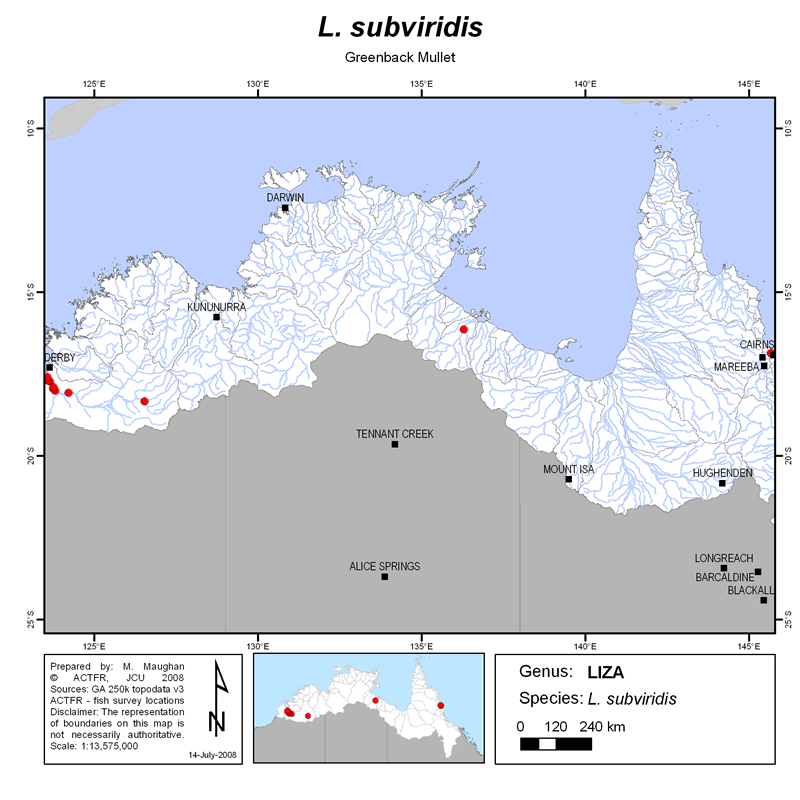 L. subviridis
Greenback Mullet
125°E 130°E 135°E 140°E 145°E
10°S 10°S
DARWIN
15°S 15°S
KUNUNURRA
CAIRNS
DERBY
MAREEBA
TENNANT CREEK
20°S 20°S
MOUNT ISA
HUGHENDEN
LONGREACH
ALICE SPRINGS
BARCALDINE
BLACKALL
25°S 25°S
125°E 130°E 135°E 140°E 145°E
Prepared by: M. Maughan
© ACTFR, JCU 2008
Sources: GA 250k topodata v3
ACTFR - fish survey locations
Disclaimer: The representation
of boundaries on this map is
not necessarily authoritative.
Scale: 1:13,575,000
N
14-July-2008
Genus: LIZA
Species: L. subviridis
0 120 240 km